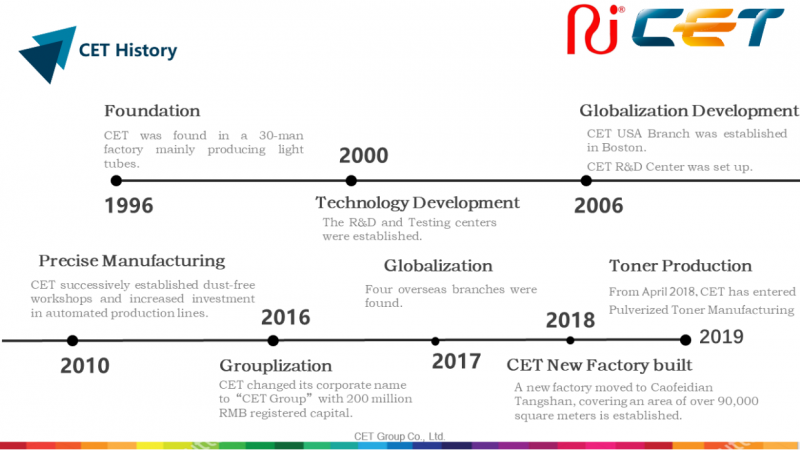 CET History
RJ® CET
Foundation
CET was found in a 30-man
factory mainly producing light
tubes.
1996
2000
Technology Development
The R&D and Testing centers
were established.
Globalization Development
CET USA Branch was established
in Boston.
CET R&D Center was set up.
2006
Precise Manufacturing
CET successively established dust-free
workshops and increased investment
in automated production lines.
2010
2016
Grouplization
CET changed its corporate name
to “CET Group” with 200 million
RMB registered capital.
Globalization
Four overseas branches were
found.
2017
2018
CET New Factory built
A new factory moved to Caofeidian
Tangshan, covering an area of over 90,000
square meters is established.
Toner Production
From April 2018, CET has entered
Pulverized Toner Manufacturing
2019
CET Group Co., Ltd.